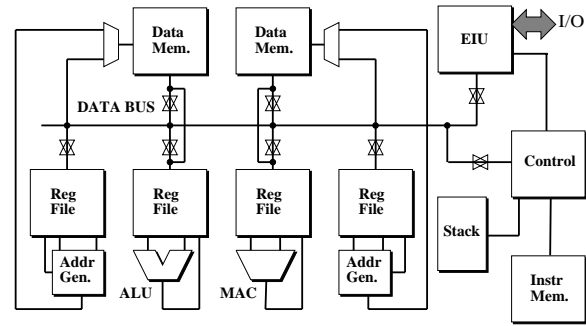 Data
Mem.
Data
Mem.
EIU
I/O
DATA BUS
Reg
File
Reg
File
Reg
File
Reg
File
Control
Addr
Gen.
ALU
MAC
Addr
Gen.
Stack
Instr
Mem.